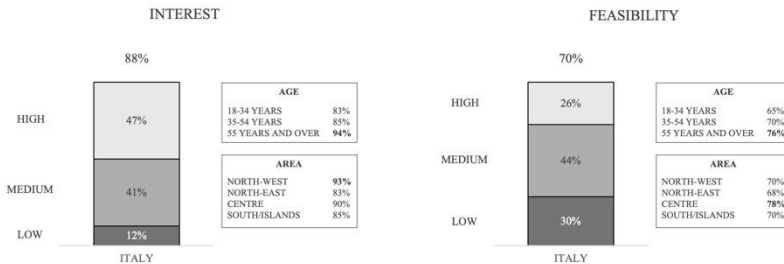 INTEREST
88%
HIGH
47%
MEDIUM
41%
LOW
12%
ITALY
AGE
18-34 YEARS 83%
35-54 YEARS 85%
55 YEARS AND OVER 94%
AREA
NORTH-WEST 93%
NORTH-EAST 83%
CENTRE 90%
SOUTH/ISLANDS 85%
FEASIBILITY
70%
HIGH
26%
MEDIUM
44%
LOW
30%
ITALY
AGE
18-34 YEARS 65%
35-54 YEARS 70%
55 YEARS AND OVER 76%
AREA
NORTH-WEST 70%
NORTH-EAST 68%
CENTRE 78%
SOUTH/ISLANDS 70%